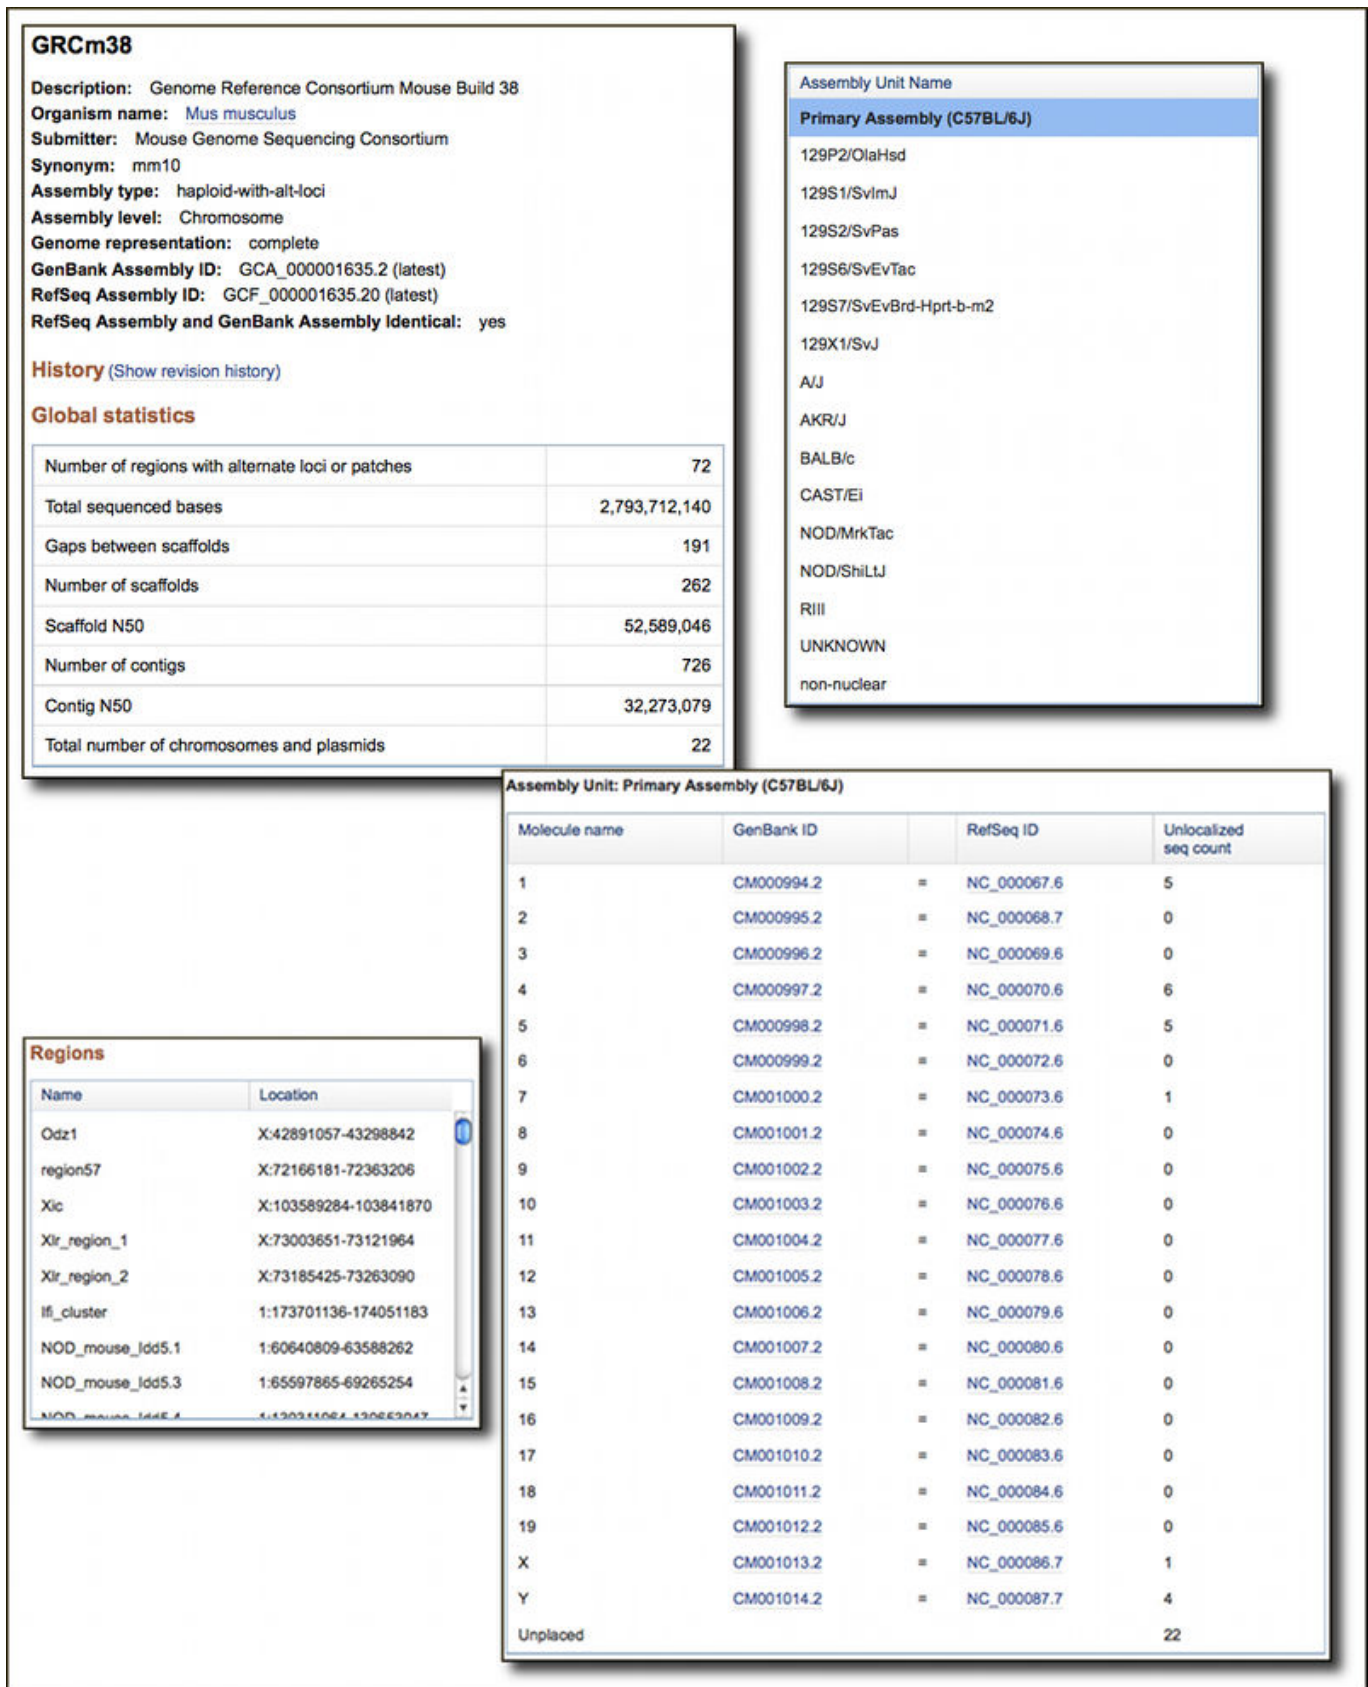 GRCm38
Description: Genome Reference Consortium Mouse Build 38
Organism name: Mus musculus
Submitter: Mouse Genome Sequencing Consortium
Synonym: mm10
Assembly type: haploid-with-alt-loci
Assembly level: Chromosome
Genome representation: complete
GenBank Assembly ID: GCA_000001635.2 (latest)
RefSeq Assembly ID: GCF_000001635.20 (latest)
RefSeq Assembly and GenBank Assembly Identical: yes
History (Show revision history)
Global statistics
Number of regions with alternate loci or patches 72
Total sequenced bases 2,793,712,140
Gaps between scaffolds 191
Number of scaffolds 262
Scaffold N50 52,589,046
Number of contigs 726
Contig N50 32,273,079
Total number of chromosomes and plasmids 22
Assembly Unit Name
Primary Assembly (C57BL/6J)
129P2/OlaHsd
129S1/SvImJ
129S2/SvPas
129S6/SvEvTac
129S7/SvEvBrd-Hprt-b-m2
129X1/SvJ
A/J
AKR/J
BALB/c
CAST/Ei
NOD/MrkTac
NOD/ShiLtJ
RIII
UNKNOWN
non-nuclear
Regions
Name Location
Odz1 X:42891057-43298842
region57 X:72166181-72363206
Xic X:103589284-103841870
Xlr_region_1 X:73003651-73121964
Xlr_region_2 X:73185425-73263090
Ifi_cluster 1:173701136-174051183
NOD_mouse_Idd5.1 1:60640809-63588262
NOD_mouse_Idd5.3 1:65597865-69265254
Assembly Unit: Primary Assembly (C57BL/6J)
Molecule name GenBank ID RefSeq ID Unlocalized
seq count
1 CM000994.2 = NC_000067.6 5
2 CM000995.2 = NC_000068.7 0
3 CM000996.2 = NC_000069.6 0
4 CM000997.2 = NC_000070.6 6
5 CM000998.2 = NC_000071.6 5
6 CM000999.2 = NC_000072.6 0
7 CM001000.2 = NC_000073.6 1
8 CM001001.2 = NC_000074.6 0
9 CM001002.2 = NC_000075.6 0
10 CM001003.2 = NC_000076.6 0
11 CM001004.2 = NC_000077.6 0
12 CM001005.2 = NC_000078.6 0
13 CM001006.2 = NC_000079.6 0
14 CM001007.2 = NC_000080.6 0
15 CM001008.2 = NC_000081.6 0
16 CM001009.2 = NC_000082.6 0
17 CM001010.2 = NC_000083.6 0
18 CM001011.2 = NC_000084.6 0
19 CM001012.2 = NC_000085.6 0
X CM001013.2 = NC_000086.7 1
Y CM001014.2 = NC_000087.7 4
Unplaced 22